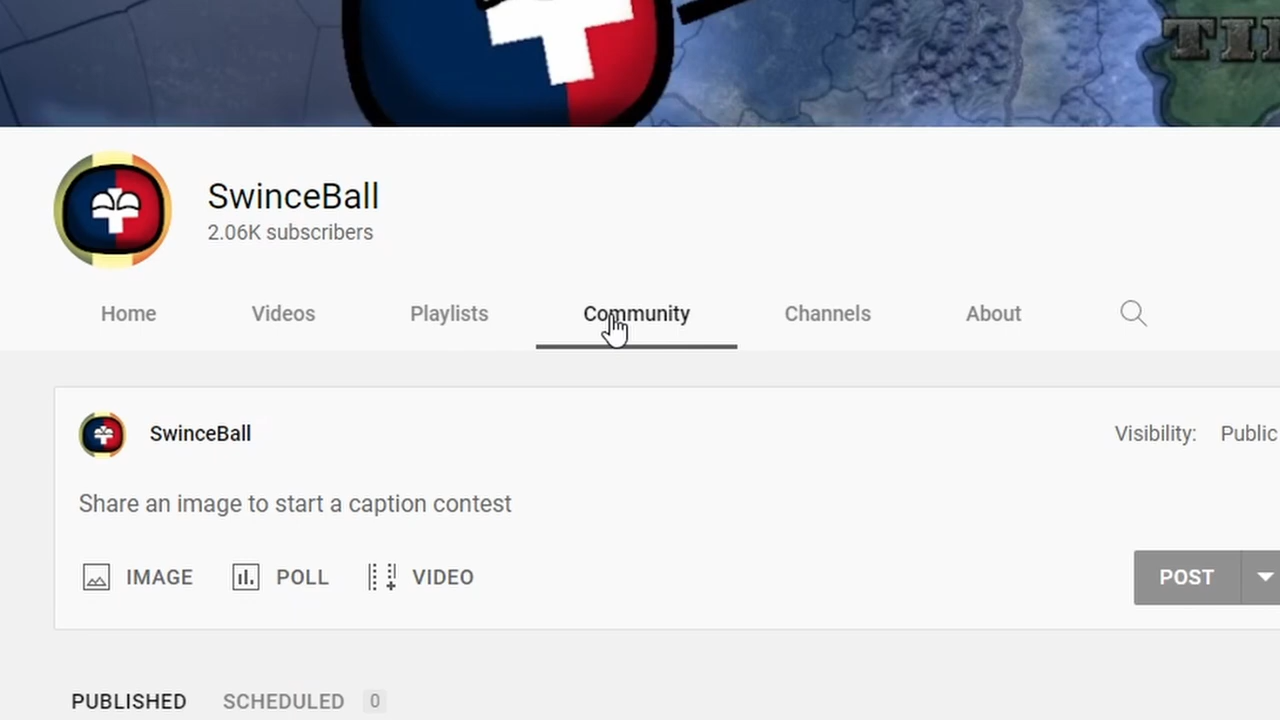 SwinceBall
2.06K subscribers
Home Videos Playlists Community Channels About
SwinceBall
Visibility: Public
Share an image to start a caption contest
IMAGE POLL VIDEO
POST
PUBLISHED SCHEDULED 0